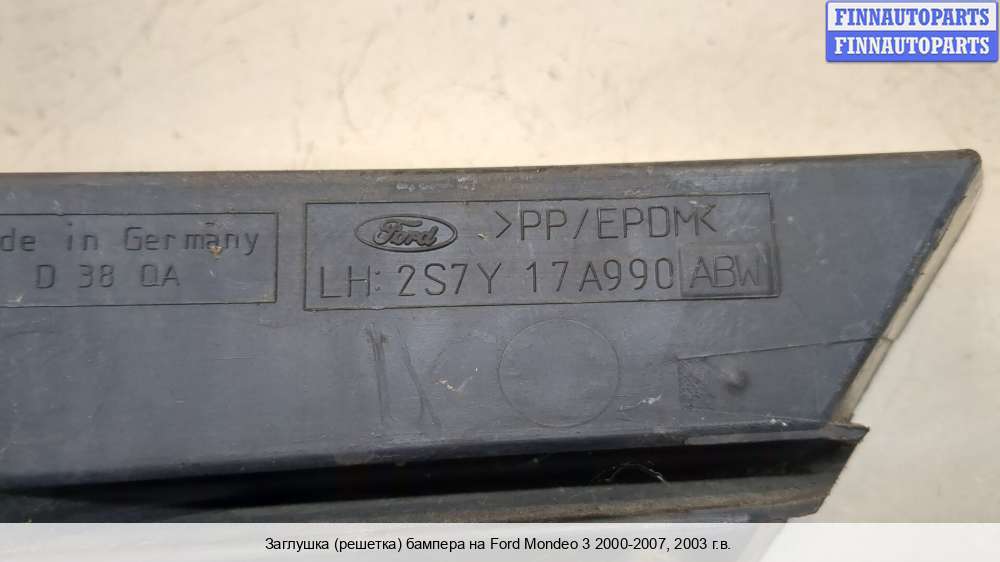 FINNAUTOPARTS
FINNAUTOPARTS
Ford >PP/EPDM<
LH: 2S7Y 17A990 ABW
de in Germany
D 38 QA
Заглушка (решетка) бампера на Ford Mondeo 3 2000-2007, 2003 г.в.